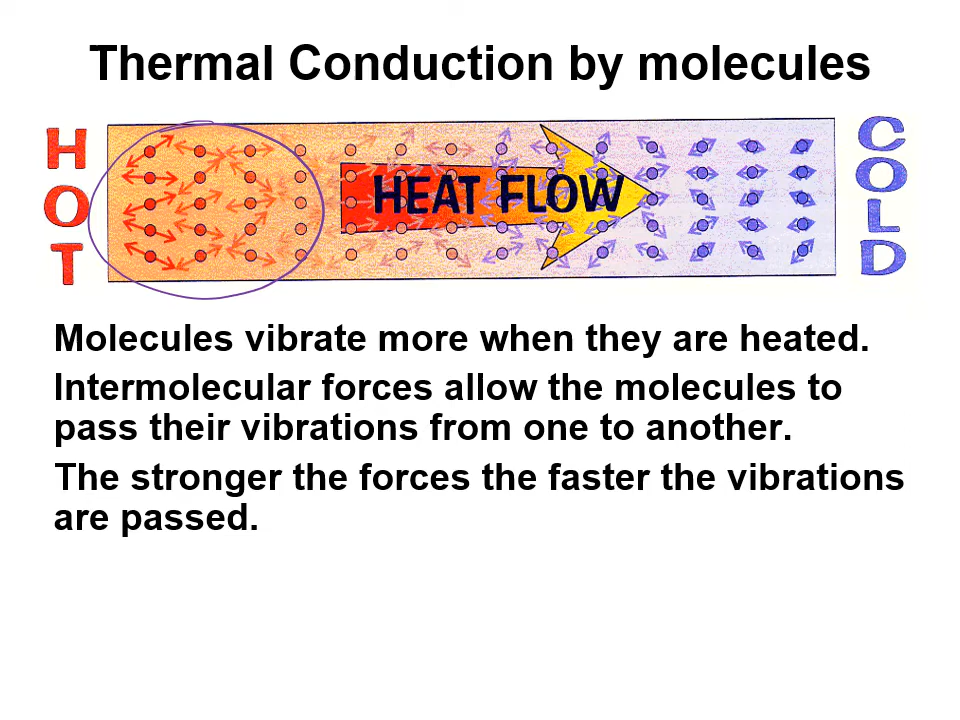 Thermal Conduction by molecules
HOT
HEAT FLOW
COLD
Molecules vibrate more when they are heated.
Intermolecular forces allow the molecules to
pass their vibrations from one to another.
The stronger the forces the faster the vibrations
are passed.